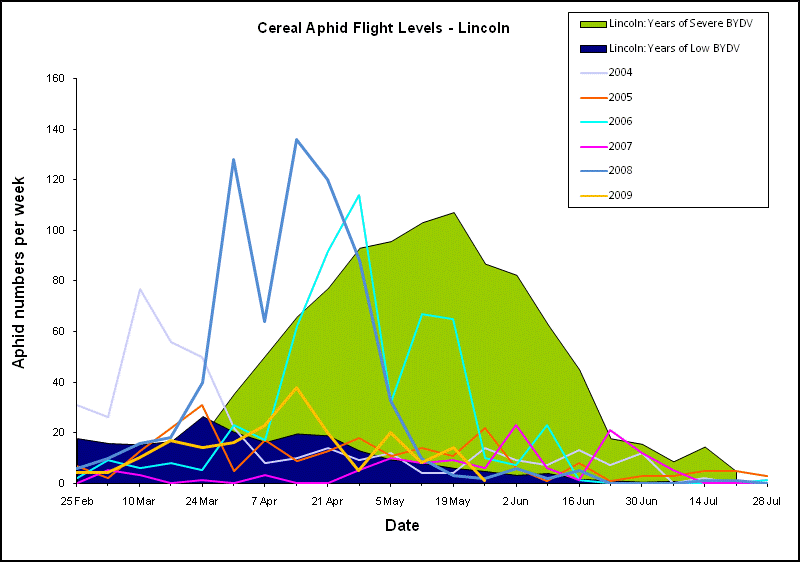 Cereal Aphid Flight Levels - Lincoln
Lincoln: Years of Severe BYDV
Lincoln: Years of Low BYDV
2004
2005
2006
2007
2008
2009
Aphid numbers per week
160
140
120
100
80
60
40
20
0
25 Feb 10 Mar 24 Mar 7 Apr 21 Apr 5 May 19 May 2 Jun 16 Jun 30 Jun 14 Jul 28 Jul
Date